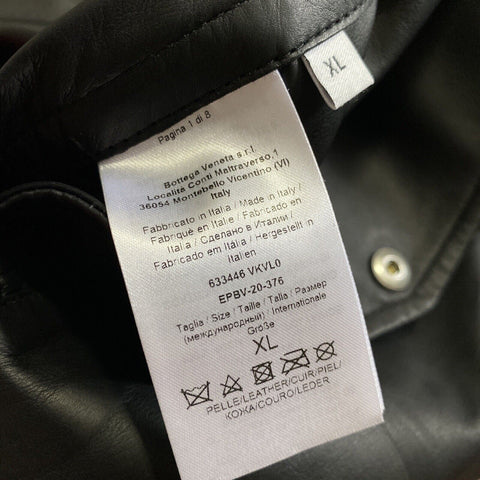 XL
Pagina 1 di 8
Bottega Veneta s.r.l.
Località Conti Maltraverso,1
36054 Montebello Vicentino (VI)
Italy
Fabbricato in Italia / Made in Italy /
Fabriqué en Italie / Fabricado en
Italia / Сделано в Италии /
Fabricado em Itália / Hergestellt in
Italien
633446 VKVL0
EPBV-20-376
Taglia / Size / Taille / Talla / Размер
(международный) / Internationale
Größe
XL
PELLE/LEATHER/CUIR/PIEL/
КОЖА/COURO/LEDER